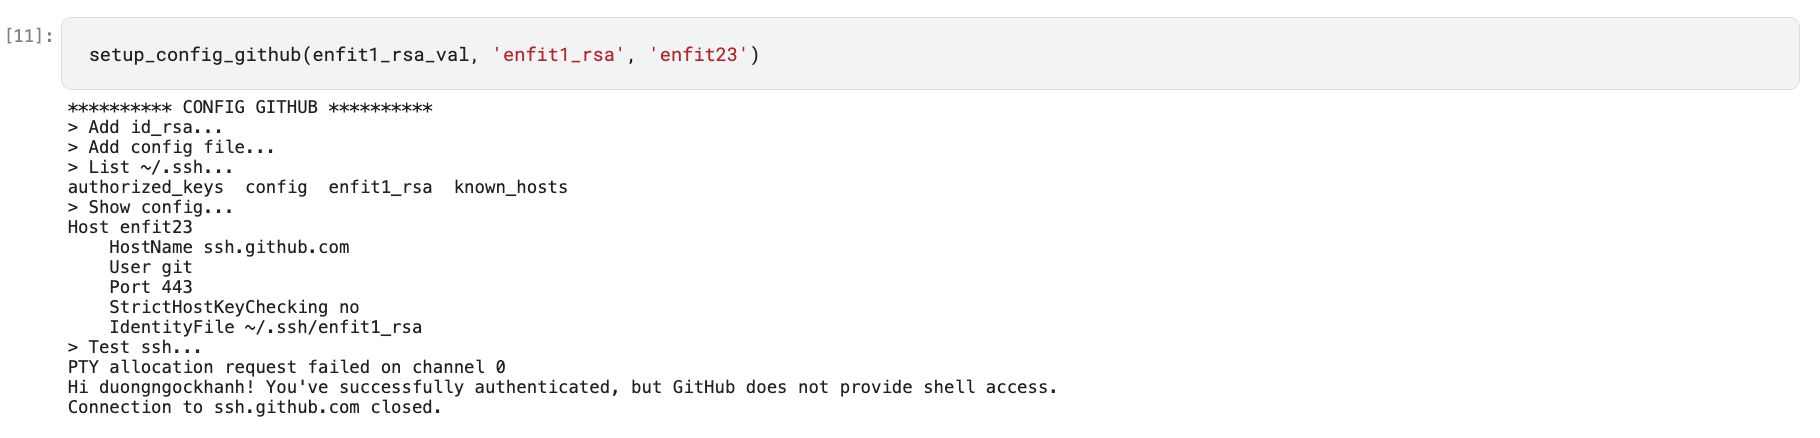 [11]:
setup_config_github(enfit1_rsa_val, 'enfit1_rsa', 'enfit23')
********** CONFIG GITHUB **********
> Add id_rsa...
> Add config file...
> List ~/.ssh...
authorized_keys  config  enfit1_rsa  known_hosts
> Show config...
Host enfit23
    HostName ssh.github.com
    User git
    Port 443
    StrictHostKeyChecking no
    IdentityFile ~/.ssh/enfit1_rsa
> Test ssh...
PTY allocation request failed on channel 0
Hi duongngockhanh! You've successfully authenticated, but GitHub does not provide shell access.
Connection to ssh.github.com closed.